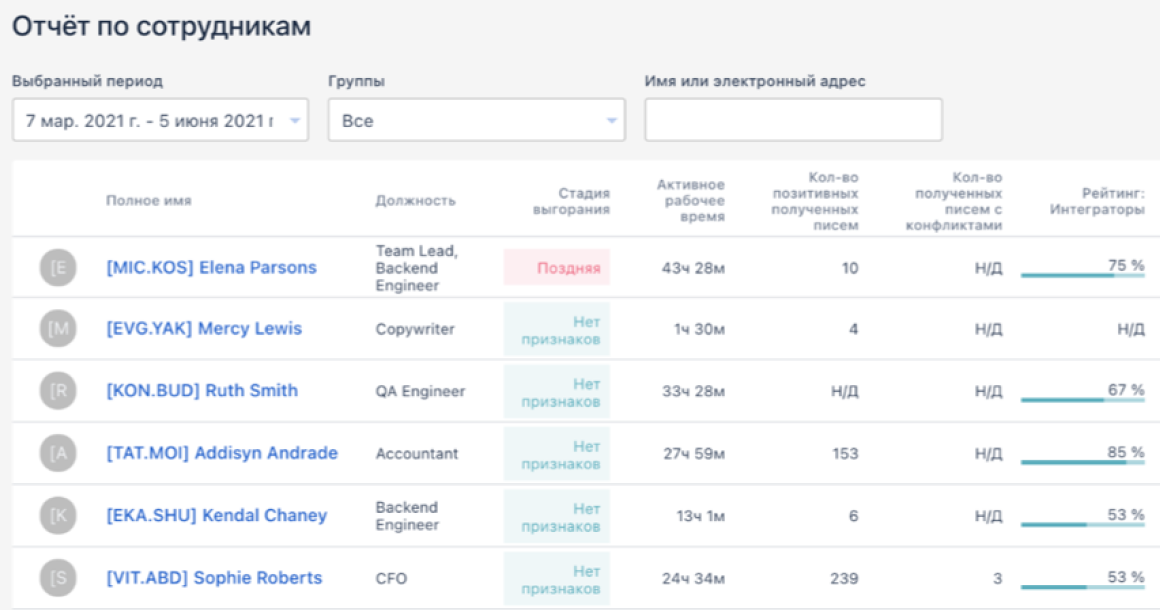 Отчёт по сотрудникам
Выбранный период
Группы
Имя или электронный адрес
7 мар. 2021 г. - 5 июня 2021 г
Все
Полное имя
Должность
Стадия
выгорания
Активное
рабочее
время
Кол-во
позитивных
полученных
писем
Кол-во
полученных
писем с
конфликтами
Рейтинг:
Интеграторы
[E
[MIC.KOS] Elena Parsons
Team Lead,
Backend
Engineer
Поздняя
43ч 28м
10
Н/Д
75 %
[M
[EVG.YAK] Mercy Lewis
Copywriter
Нет
признаков
1ч 30м
4
Н/Д
Н/Д
[R
[KON.BUD] Ruth Smith
QA Engineer
Нет
признаков
33ч 28м
Н/Д
Н/Д
67 %
[A
[TAT.MOI] Addisyn Andrade
Accountant
Нет
признаков
27ч 59м
153
Н/Д
85 %
[K
[EKA.SHU] Kendal Chaney
Backend
Engineer
Нет
признаков
13ч 1м
6
Н/Д
53 %
[S
[VIT.ABD] Sophie Roberts
CFO
Нет
признаков
24ч 34м
239
3
53 %